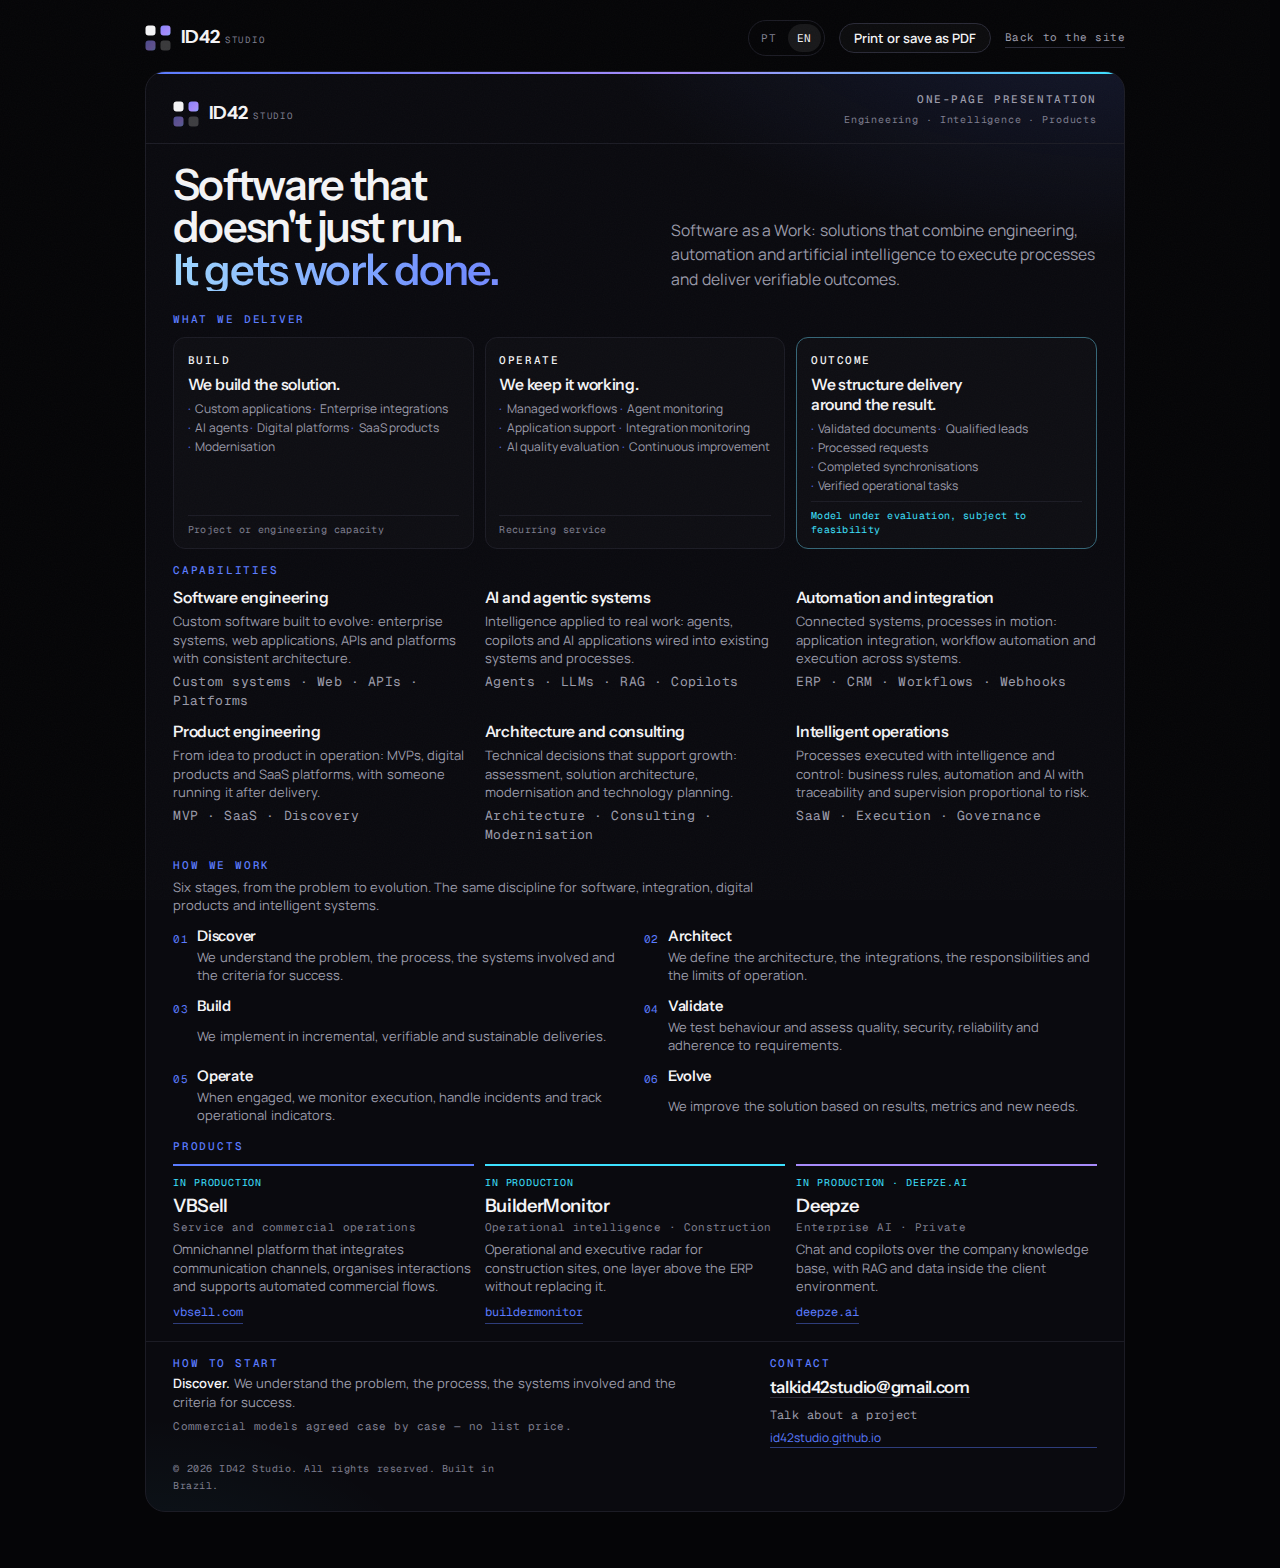 ID42 STUDIO
PT EN
Print or save as PDF
Back to the site
ID42 STUDIO
ONE-PAGE PRESENTATION
Engineering · Intelligence · Products
Software that
doesn't just run.
It gets work done.
Software as a Work: solutions that combine engineering,
automation and artificial intelligence to execute processes
and deliver verifiable outcomes.
WHAT WE DELIVER
BUILD
We build the solution.
· Custom applications · Enterprise integrations
· AI agents · Digital platforms · SaaS products
· Modernisation
Project or engineering capacity
OPERATE
We keep it working.
· Managed workflows · Agent monitoring
· Application support · Integration monitoring
· AI quality evaluation · Continuous improvement
Recurring service
OUTCOME
We structure delivery
around the result.
· Validated documents · Qualified leads
· Processed requests
· Completed synchronisations
· Verified operational tasks
Model under evaluation, subject to
feasibility
CAPABILITIES
Software engineering
Custom software built to evolve: enterprise
systems, web applications, APIs and platforms
with consistent architecture.
Custom systems · Web · APIs ·
Platforms
AI and agentic systems
Intelligence applied to real work: agents,
copilots and AI applications wired into existing
systems and processes.
Agents · LLMs · RAG · Copilots
Automation and integration
Connected systems, processes in motion:
application integration, workflow automation and
execution across systems.
ERP · CRM · Workflows · Webhooks
Product engineering
From idea to product in operation: MVPs, digital
products and SaaS platforms, with someone
running it after delivery.
MVP · SaaS · Discovery
Architecture and consulting
Technical decisions that support growth:
assessment, solution architecture,
modernisation and technology planning.
Architecture · Consulting ·
Modernisation
Intelligent operations
Processes executed with intelligence and
control: business rules, automation and AI with
traceability and supervision proportional to risk.
SaaW · Execution · Governance
HOW WE WORK
Six stages, from the problem to evolution. The same discipline for software, integration, digital
products and intelligent systems.
01 Discover
We understand the problem, the process, the systems involved and
the criteria for success.
02 Architect
We define the architecture, the integrations, the responsibilities and
the limits of operation.
03 Build
We implement in incremental, verifiable and sustainable deliveries.
04 Validate
We test behaviour and assess quality, security, reliability and
adherence to requirements.
05 Operate
When engaged, we monitor execution, handle incidents and track
operational indicators.
06 Evolve
We improve the solution based on results, metrics and new needs.
PRODUCTS
IN PRODUCTION
VBSell
Service and commercial operations
Omnichannel platform that integrates
communication channels, organises interactions
and supports automated commercial flows.
vbsell.com
IN PRODUCTION
BuilderMonitor
Operational intelligence · Construction
Operational and executive radar for
construction sites, one layer above the ERP
without replacing it.
buildermonitor
IN PRODUCTION · DEEPZE.AI
Deepze
Enterprise AI · Private
Chat and copilots over the company knowledge
base, with RAG and data inside the client
environment.
deepze.ai
HOW TO START
Discover. We understand the problem, the process, the systems involved and the
criteria for success.
Commercial models agreed case by case — no list price.
CONTACT
talkid42studio@gmail.com
Talk about a project
id42studio.github.io
© 2026 ID42 Studio. All rights reserved. Built in
Brazil.